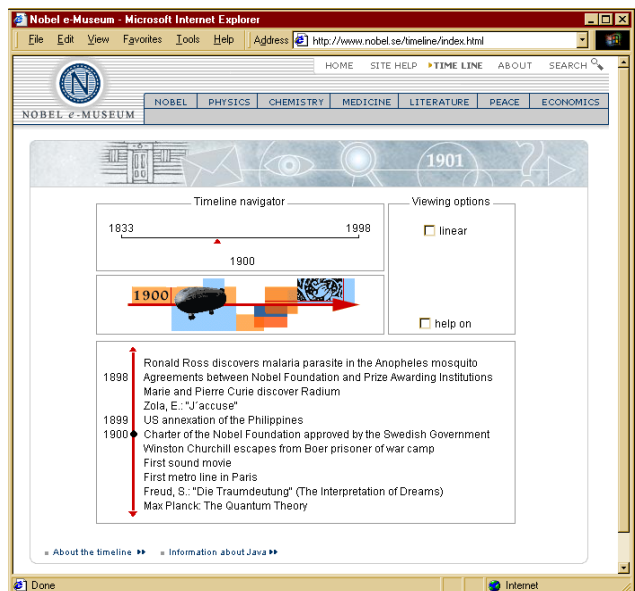 Nobel e-Museum - Microsoft Internet Explorer
File Edit View Favorites Tools Help Address http://www.nobel.se/timeline/index.html
HOME SITE HELP TIME LINE ABOUT SEARCH
N
NOBEL e-MUSEUM
NOBEL PHYSICS CHEMISTRY MEDICINE LITERATURE PEACE ECONOMICS
1901
Timeline navigator
1833 1998
1900
Viewing options
linear
help on
1900
Ronald Ross discovers malaria parasite in the Anopheles mosquito
1898 Agreements between Nobel Foundation and Prize Awarding Institutions
Marie and Pierre Curie discover Radium
Zola, E.: "J´accuse"
1899 US annexation of the Philippines
1900 Charter of the Nobel Foundation approved by the Swedish Government
Winston Churchill escapes from Boer prisoner of war camp
First sound movie
First metro line in Paris
Freud, S.: "Die Traumdeutung" (The Interpretation of Dreams)
Max Planck: The Quantum Theory
About the timeline Information about Java
Done Internet